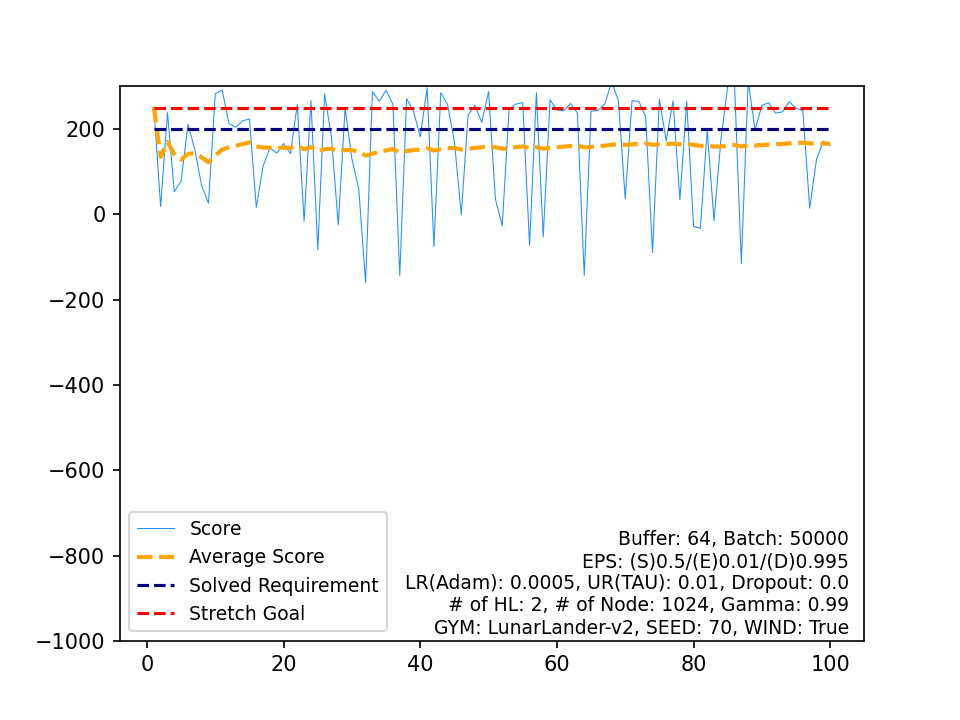 200
0
−200
−400
−600
−800
−1000
0
20
40
60
80
100
Score
Average Score
Solved Requirement
Stretch Goal
Buffer: 64, Batch: 50000
EPS: (S)0.5/(E)0.01/(D)0.995
LR(Adam): 0.0005, UR(TAU): 0.01, Dropout: 0.0
# of HL: 2, # of Node: 1024, Gamma: 0.99
GYM: LunarLander-v2, SEED: 70, WIND: True